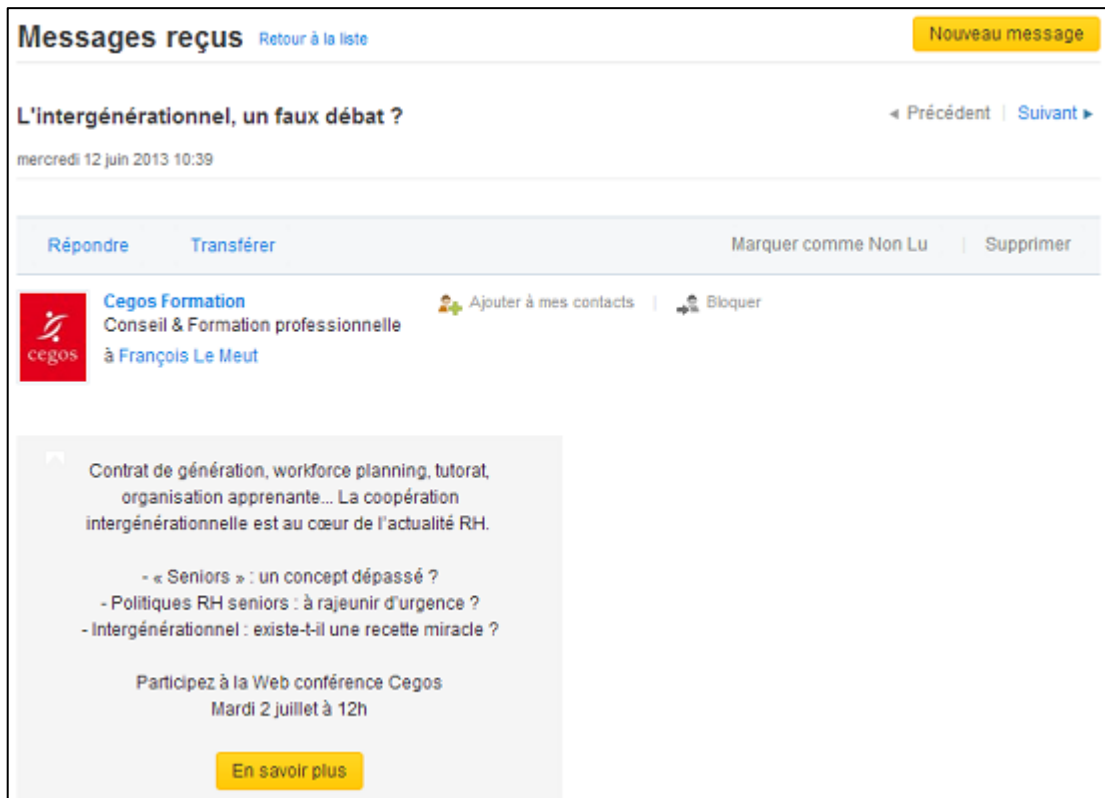 Messages reçus Retour à la liste Nouveau message
L'intergénérationnel, un faux débat ? ◄ Précédent | Suivant ►
mercredi 12 juin 2013 10:39
Répondre Transférer Marquer comme Non Lu | Supprimer
Cegos Formation Ajouter à mes contacts | Bloquer
Conseil & Formation professionnelle
cegos
à François Le Meut
Contrat de génération, workforce planning, tutorat,
organisation apprenante... La coopération
intergénérationnelle est au cœur de l'actualité RH.
- « Seniors » : un concept dépassé ?
- Politiques RH seniors : à rajeunir d'urgence ?
- Intergénérationnel : existe-t-il une recette miracle ?
Participez à la Web conférence Cegos
Mardi 2 juillet à 12h
En savoir plus